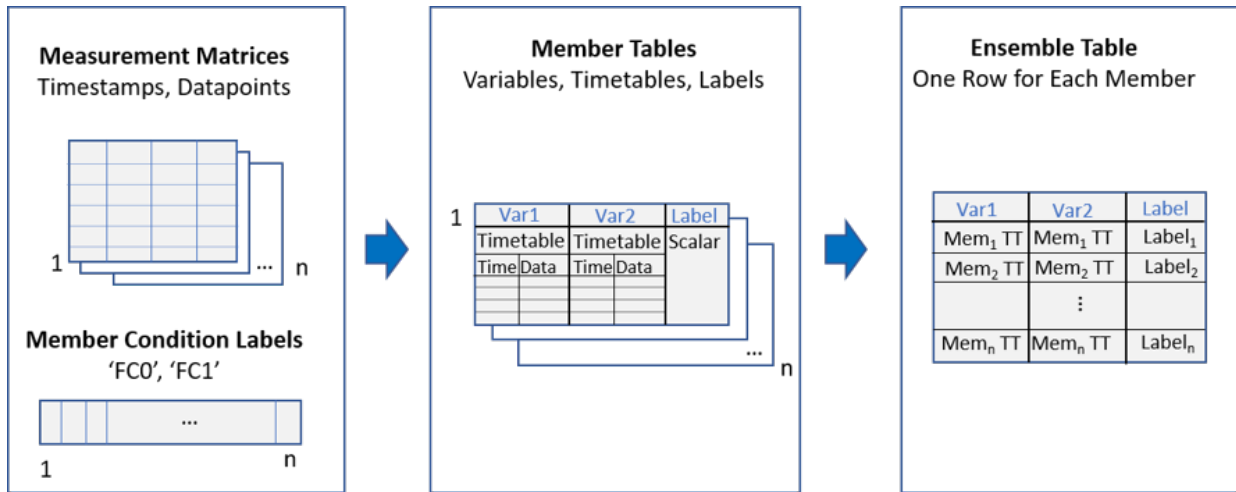 Measurement Matrices
Timestamps, Datapoints
1
...
n
Member Condition Labels
‘FC0’, ‘FC1’
...
1
n
Member Tables
Variables, Timetables, Labels
1
Var1 Var2 Label
Timetable Timetable Scalar
Time Data Time Data
...
n
Ensemble Table
One Row for Each Member
Var1 Var2 Label
Mem₁ TT Mem₁ TT Label₁
Mem₂ TT Mem₂ TT Label₂
⋮
Memₙ TT Memₙ TT Labelₙ